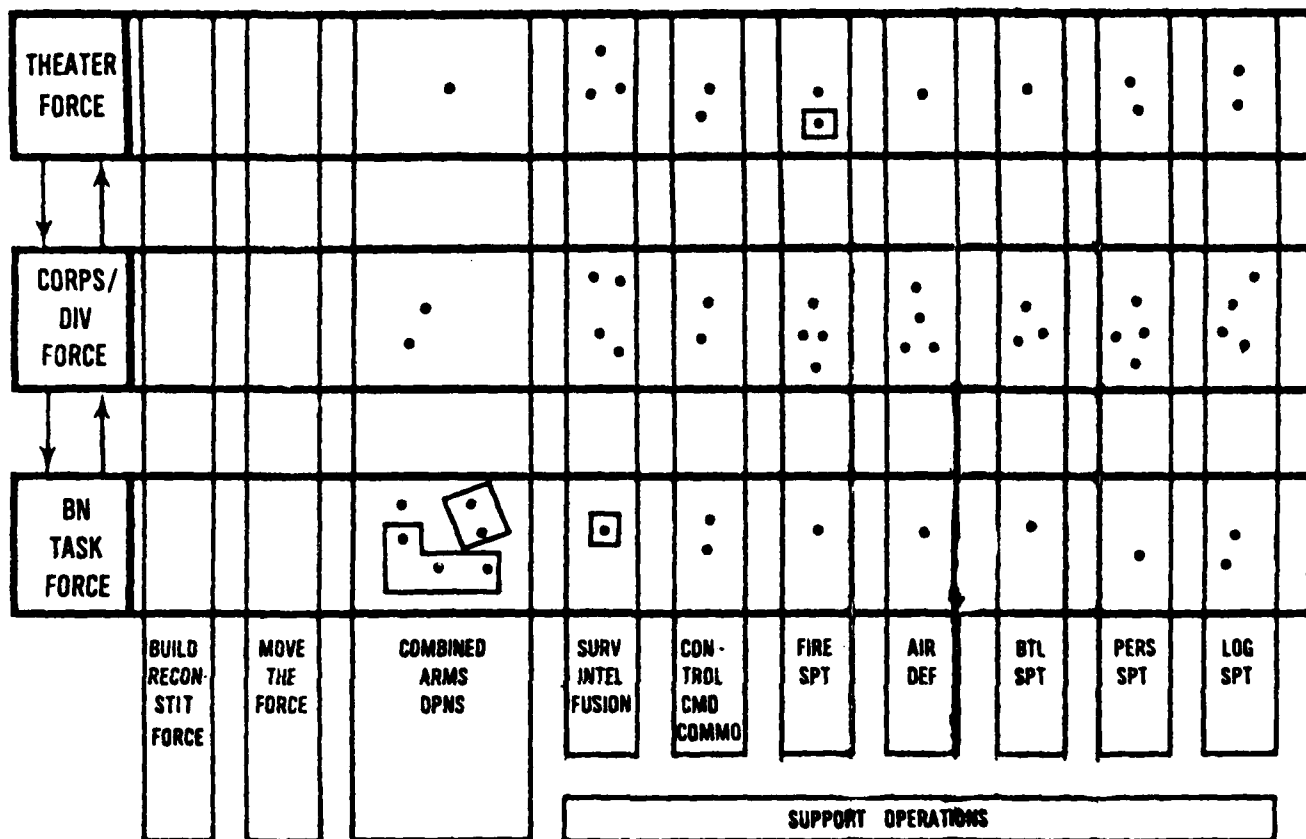 THEATER
FORCE
CORPS/
DIV
FORCE
BN
TASK
FORCE
BUILD
RECON-
STIT
FORCE
MOVE
THE
FORCE
COMBINED
ARMS
OPNS
SURV
INTEL
FUSION
CON-
TROL
CMD
COMMO
FIRE
SPT
AIR
DEF
BTL
SPT
PERS
SPT
LOG
SPT
SUPPORT OPERATIONS